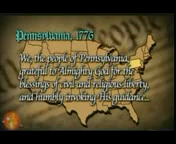 Pennsylvania, 1776
We, the people of Pennsylvania,
grateful to Almighty God for the
blessings of civil and religious liberty,
and humbly invoking His guidance...